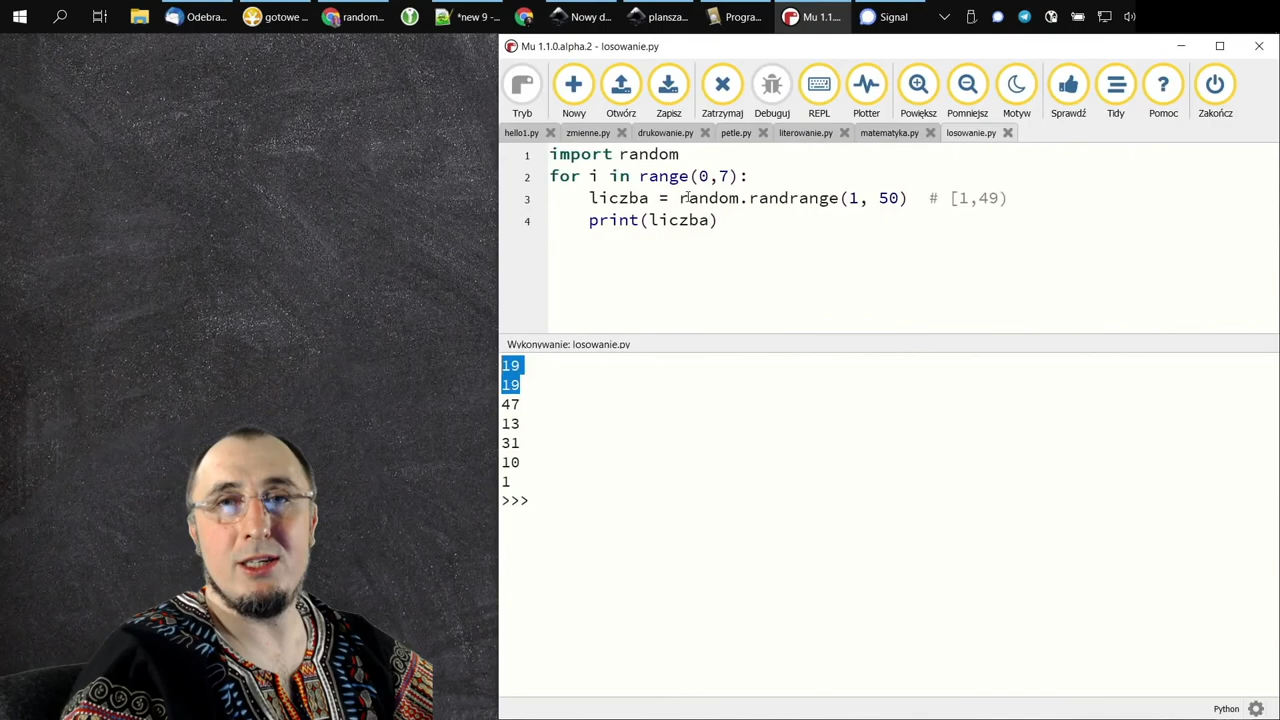 Odebra...
gotowe ...
random...
*new 9 -...
Nowy d...
plansza...
Progra...
Mu 1.1....
Signal
Mu 1.1.0.alpha.2 - losowanie.py
Tryb Nowy Otwórz Zapisz Zatrzymaj Debuguj REPL Plotter Powiększ Pomniejsz Motyw Sprawdź Tidy Pomoc Zakończ
hello1.py zmienne.py drukowanie.py petle.py literowanie.py matematyka.py losowanie.py
1 import random
2 for i in range(0,7):
3 liczba = random.randrange(1, 50) # [1,49)
4 print(liczba)
Wykonywanie: losowanie.py
19
19
47
13
31
10
1
>>>
Python